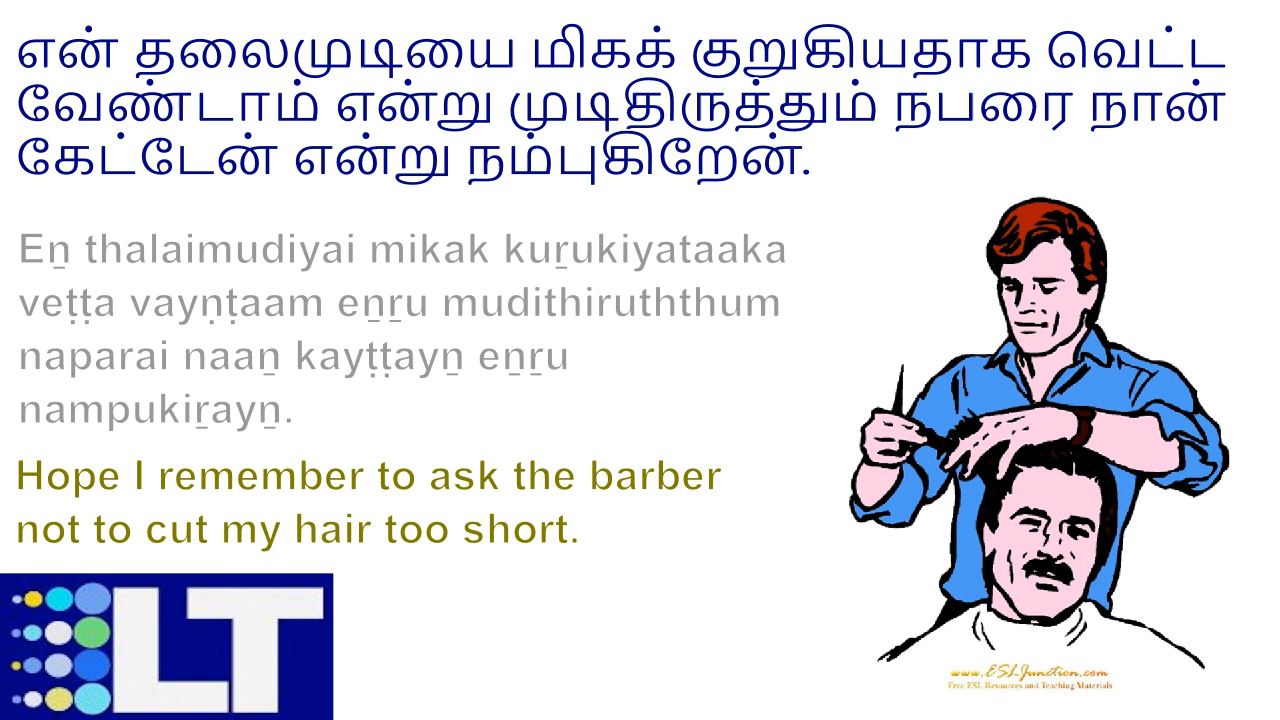 என் தலைமுடியை மிகக் குறுகியதாக வெட்ட
வேண்டாம் என்று முடிதிருத்தும் நபரை நான்
கேட்டேன் என்று நம்புகிறேன்.
Eṉ thalaimudiyai mikak kuṟukiyataaka
veṭṭa vayṇṭaam eṉṟu mudithiruththum
naparai naaṉ kayṭṭayṉ eṉṟu
nampukiṟayṉ.
Hope I remember to ask the barber
not to cut my hair too short.
LT
www.ESLJunction.com
Free ESL Resources and Teaching Materials